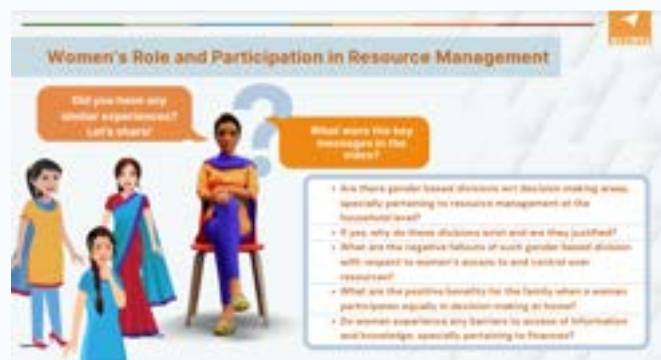 Women's Role and Participation in Resource Management
Did you have any
similar experiences?
Let's share!
What were the key
messages in the
video?
• Are there gender based divisions wrt decision making areas,
specially pertaining to resource management at the
household level?
• If yes, why do these divisions exist and are they justified?
• What are the negative fallouts of such gender based division
with respect to women's access to and control over
resources?
• What are the positive benefits for the family when a woman
participates equally in decision making at home?
• Do women experience any barriers to access of information
and knowledge, specially pertaining to finances?